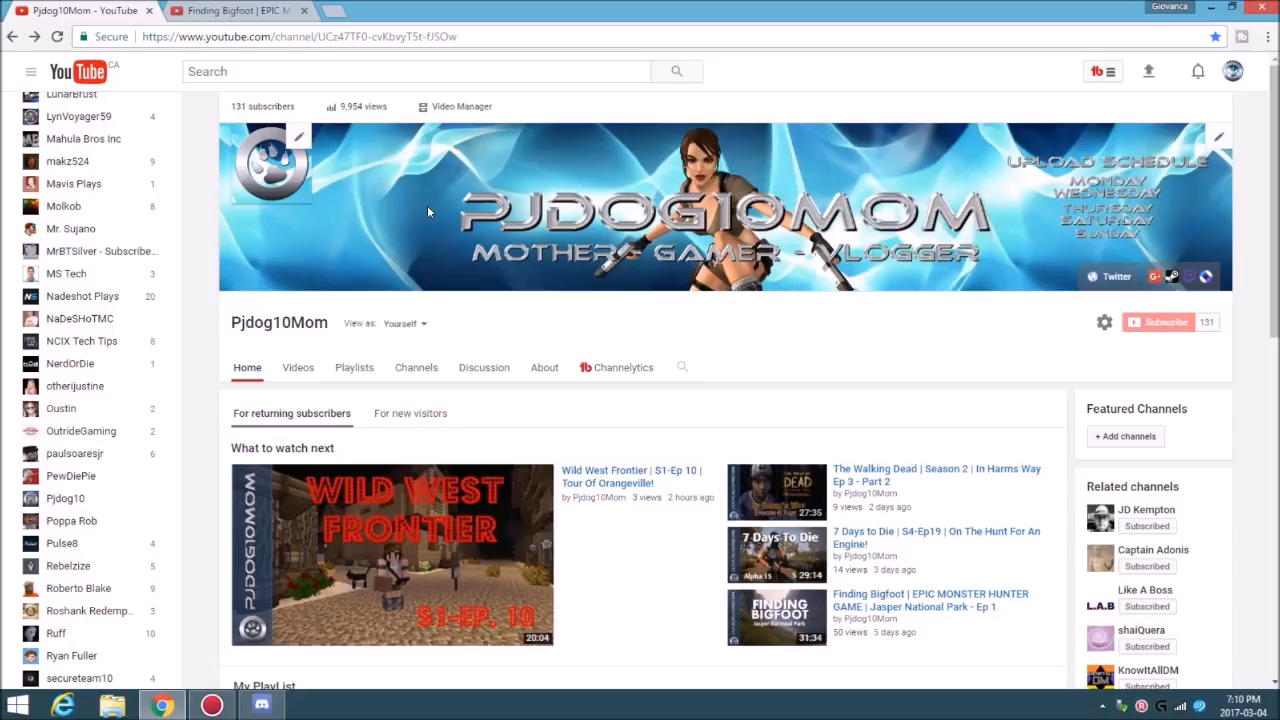 Pjdog10Mom - YouTube
Finding Bigfoot | EPIC M
Giovanca
Secure
https://www.youtube.com/channel/UCz47TF0-cvKbvyT5t-fJSOw
YouTube CA
Search
tb
LunarBrust
LynVoyager59 4
Mahula Bros Inc
makz524 9
Mavis Plays 1
Molkob 8
Mr. Sujano
MrBTSilver - Subscribe...
MS Tech 3
Nadeshot Plays 20
NaDeSHoTMC
NCIX Tech Tips 8
NerdOrDie 1
otherijustine
Oustin 2
OutrideGaming 2
paulsoaresjr 6
PewDiePie
Pjdog10
Poppa Rob
Pulse8 4
Rebelzize 5
Roberto Blake 8
Roshank Redemp... 3
Ruff 10
Ryan Fuller
secureteam10 4
131 subscribers
9,954 views
Video Manager
PJDOG10MOM
MOTHER - GAMER - VLOGGER
UPLOAD SCHEDULE
MONDAY
WEDNESDAY
THURSDAY
SATURDAY
SUNDAY
Twitter
G+
Pjdog10Mom
View as: Yourself
Subscribe 131
Home Videos Playlists Channels Discussion About tb Channelytics
For returning subscribers
For new visitors
What to watch next
WILD WEST
FRONTIER
PJDOG10MOM
S1-EP. 10
20:04
Wild West Frontier | S1-Ep 10 |
Tour Of Orangeville!
by Pjdog10Mom 3 views 2 hours ago
DEAD
27:35
The Walking Dead | Season 2 | In Harms Way
Ep 3 - Part 2
by Pjdog10Mom
9 views 2 days ago
7 Days To Die
Alpha 15
29:14
7 Days to Die | S4-Ep19 | On The Hunt For An
Engine!
by Pjdog10Mom
14 views 3 days ago
FINDING
BIGFOOT
Jasper National Park
31:34
Finding Bigfoot | EPIC MONSTER HUNTER
GAME | Jasper National Park - Ep 1
by Pjdog10Mom
50 views 5 days ago
My PlayList
Featured Channels
+ Add channels
Related channels
JD Kempton
Subscribed
Captain Adonis
Subscribed
L.A.B
Like A Boss
Subscribed
shaiQuera
Subscribed
KnowItAllDM
Subscribed
7:10 PM
2017-03-04